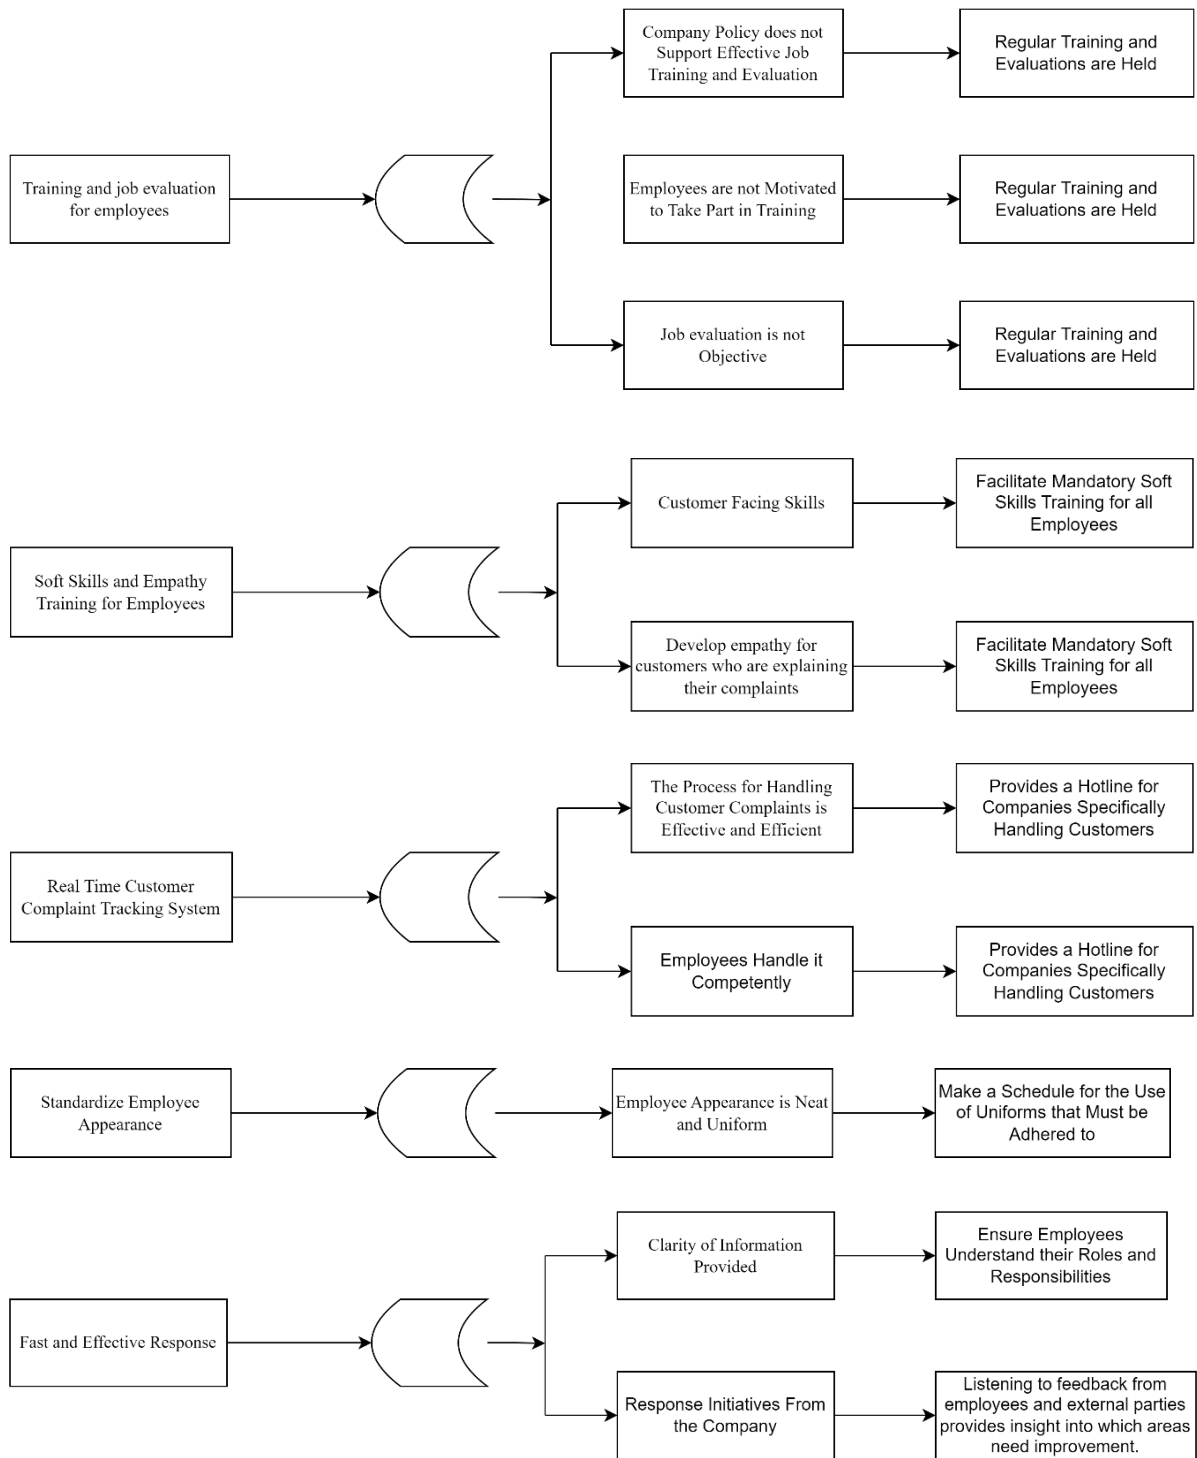 Company Policy does not
Support Effective Job
Training and Evaluation
Regular Training and
Evaluations are Held
Training and job evaluation
for employees
Employees are not Motivated
to Take Part in Training
Regular Training and
Evaluations are Held
Job evaluation is not
Objective
Regular Training and
Evaluations are Held
Customer Facing Skills
Facilitate Mandatory Soft
Skills Training for all
Employees
Soft Skills and Empathy
Training for Employees
Develop empathy for
customers who are explaining
their complaints
Facilitate Mandatory Soft
Skills Training for all
Employees
The Process for Handling
Customer Complaints is
Effective and Efficient
Provides a Hotline for
Companies Specifically
Handling Customers
Real Time Customer
Complaint Tracking System
Employees Handle it
Competently
Provides a Hotline for
Companies Specifically
Handling Customers
Standardize Employee
Appearance
Employee Appearance is Neat
and Uniform
Make a Schedule for the Use
of Uniforms that Must be
Adhered to
Clarity of Information
Provided
Ensure Employees
Understand their Roles and
Responsibilities
Fast and Effective Response
Response Initiatives From
the Company
Listening to feedback from
employees and external parties
provides insight into which areas
need improvement.